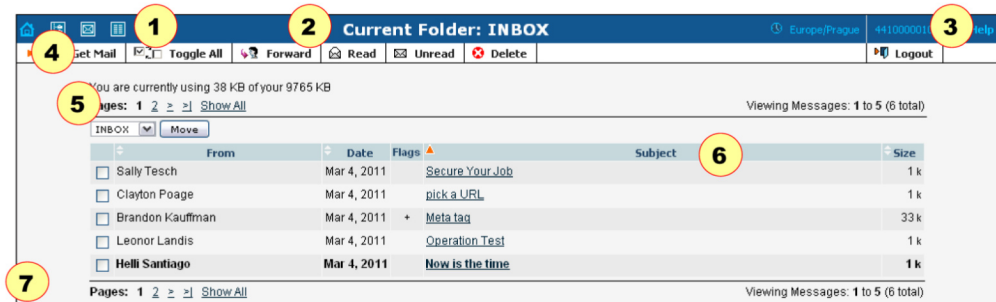 1 2 3
Current Folder: INBOX Europe/Prague Help
4 Get Mail Toggle All Forward Read Unread Delete Logout
You are currently using 38 KB of your 9765 KB
5 Pages: 1 2 > >| Show All Viewing Messages: 1 to 5 (6 total)
INBOX Move
From Date Flags Subject 6 Size
Sally Tesch Mar 4, 2011 Secure Your Job 1 k
Clayton Poage Mar 4, 2011 pick a URL 1 k
Brandon Kauffman Mar 4, 2011 + Meta tag 33 k
Leonor Landis Mar 4, 2011 Operation Test 1 k
Helli Santiago Mar 4, 2011 Now is the time 1 k
7 Pages: 1 2 > >| Show All Viewing Messages: 1 to 5 (6 total)